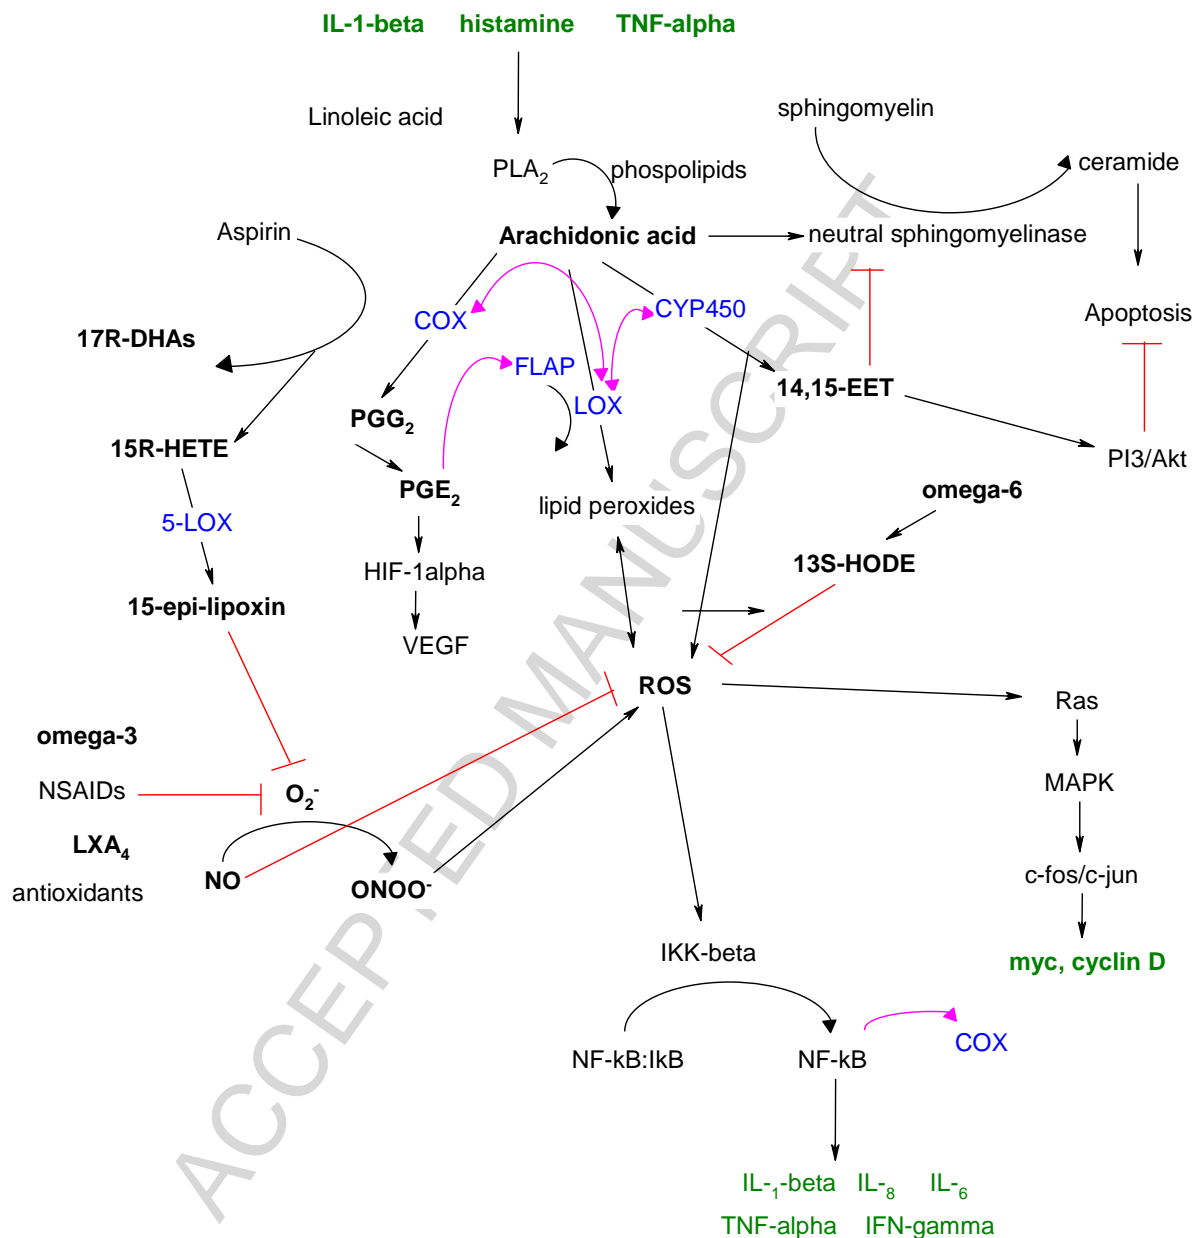 IL-1-beta histamine TNF-alpha
Linoleic acid
sphingomyelin
PLA2
phospolipids
ceramide
Aspirin
Arachidonic acid
neutral sphingomyelinase
COX
CYP450
Apoptosis
17R-DHAs
FLAP
14,15-EET
LOX
PGG2
15R-HETE
PI3/Akt
PGE2
lipid peroxides
omega-6
5-LOX
13S-HODE
HIF-1alpha
15-epi-lipoxin
VEGF
ROS
Ras
omega-3
NSAIDs
O2-
MAPK
LXA4
NO
ONOO-
antioxidants
c-fos/c-jun
IKK-beta
myc, cyclin D
NF-kB:IkB
NF-kB
COX
IL-1-beta IL-8 IL-6
TNF-alpha IFN-gamma
ACCEPTED MANUSCRIPT